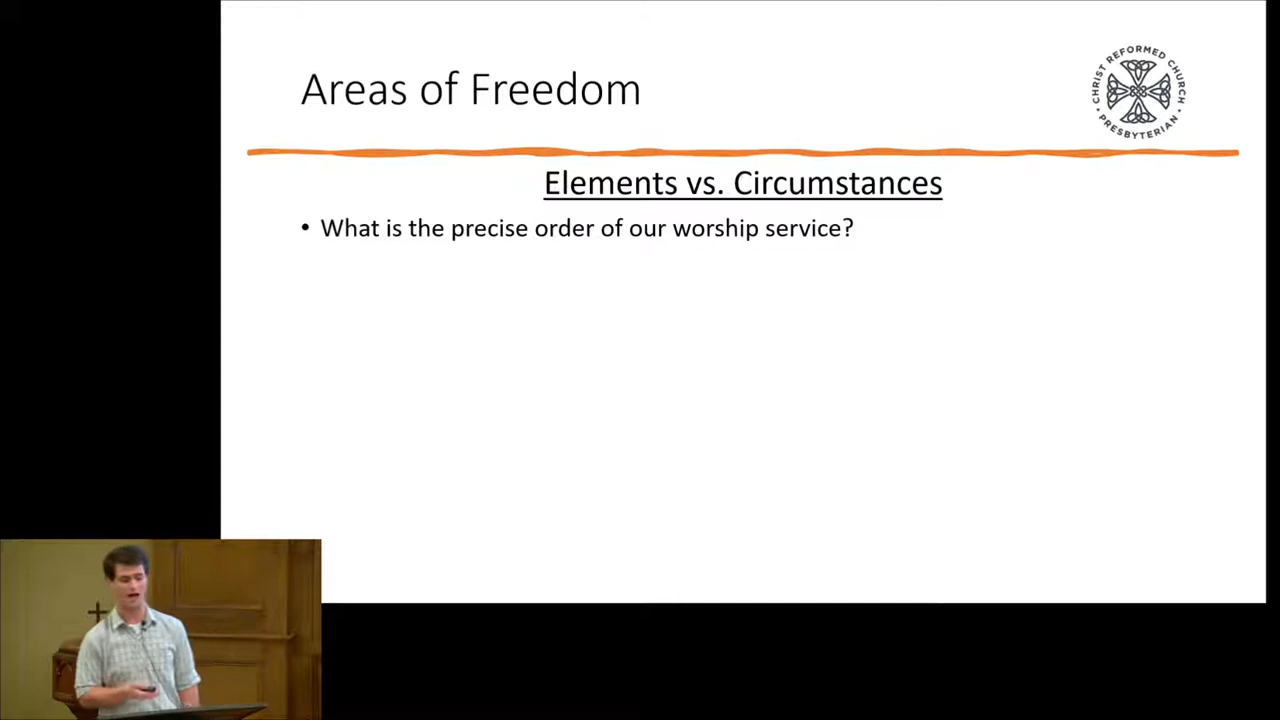 Areas of Freedom
CHRIST REFORMED CHURCH
• PRESBYTERIAN •
Elements vs. Circumstances
• What is the precise order of our worship service?